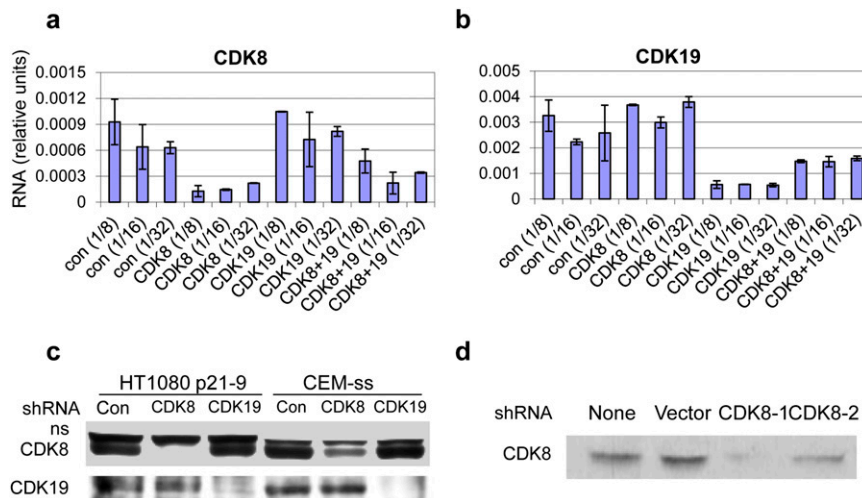 a
CDK8
RNA (relative units)
0.0015
0.0012
0.0009
0.0006
0.0003
0
con (1/8)
con (1/16)
con (1/32)
CDK8 (1/8)
CDK8 (1/16)
CDK8 (1/32)
CDK19 (1/8)
CDK19 (1/16)
CDK19 (1/32)
CDK8+19 (1/8)
CDK8+19 (1/16)
CDK8+19 (1/32)
b
CDK19
0.005
0.004
0.003
0.002
0.001
0
con (1/8)
con (1/16)
con (1/32)
CDK8 (1/8)
CDK8 (1/16)
CDK8 (1/32)
CDK19 (1/8)
CDK19 (1/16)
CDK19 (1/32)
CDK8+19 (1/8)
CDK8+19 (1/16)
CDK8+19 (1/32)
c
HT1080 p21-9 CEM-ss
shRNA Con CDK8 CDK19 Con CDK8 CDK19
ns
CDK8
CDK19
d
shRNA None Vector CDK8-1 CDK8-2
CDK8